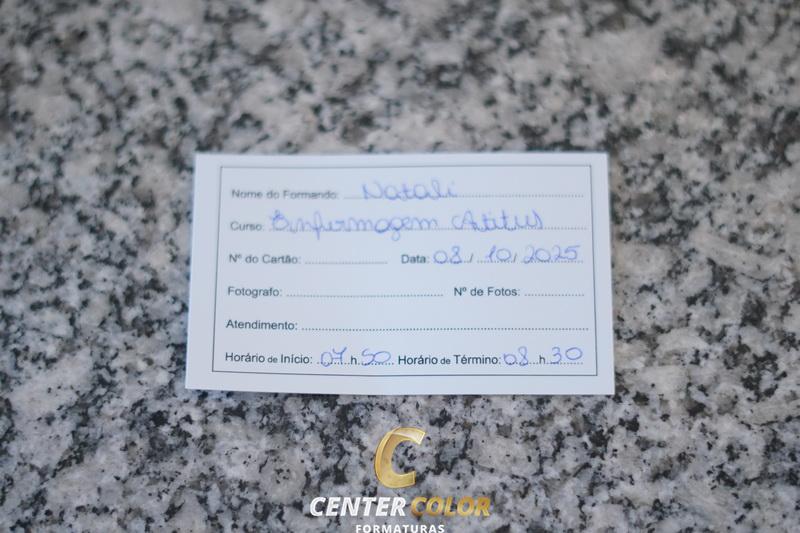 Nome do Formando: Natali
Curso: Enfermagem Atitus
Nº do Cartão: Data: 08/10/2025
Fotografo: Nº de Fotos:
Atendimento:
Horário de Início: 07 h 50 Horário de Término: 08 h 30
C
CENTER COLOR
FORMATURAS